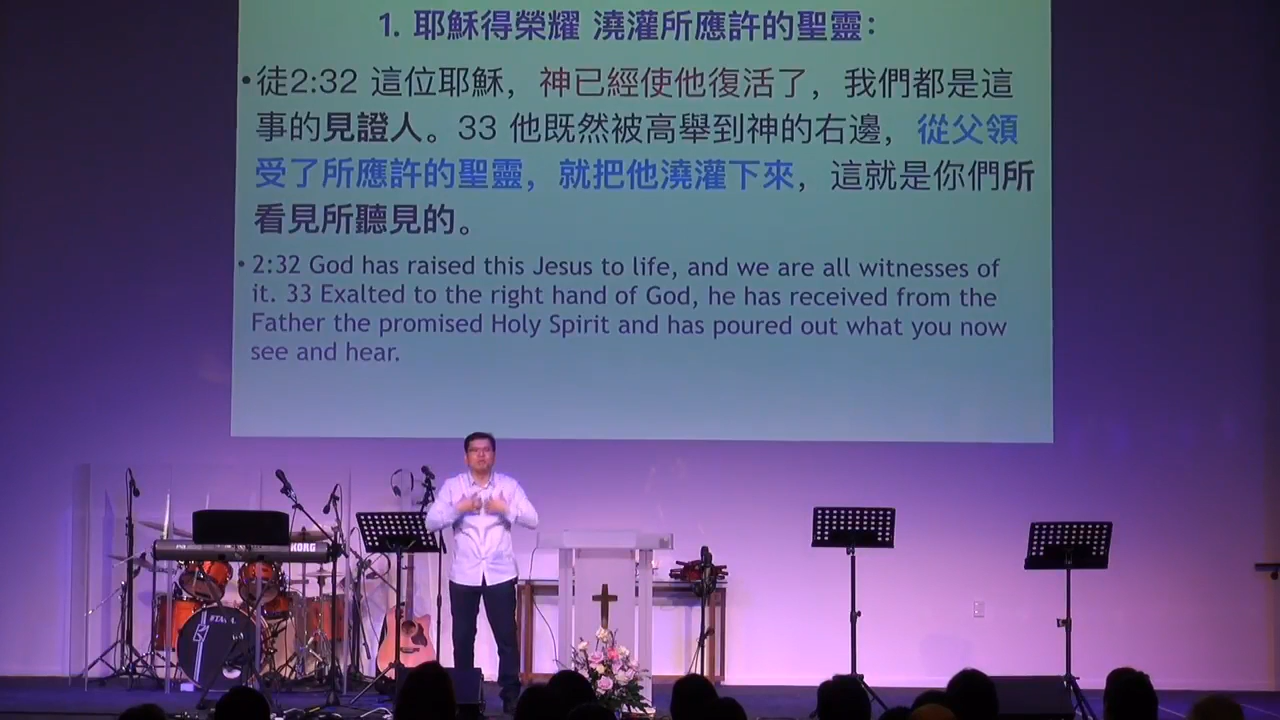 1. 耶穌得榮耀 澆灌所應許的聖靈：
•徒2:32 這位耶穌，神已經使他復活了，我們都是這
事的見證人。33 他既然被高舉到神的右邊，從父領
受了所應許的聖靈，就把他澆灌下來，這就是你們所
看見所聽見的。
• 2:32 God has raised this Jesus to life, and we are all witnesses of
it. 33 Exalted to the right hand of God, he has received from the
Father the promised Holy Spirit and has poured out what you now
see and hear.
KORG
TAMA